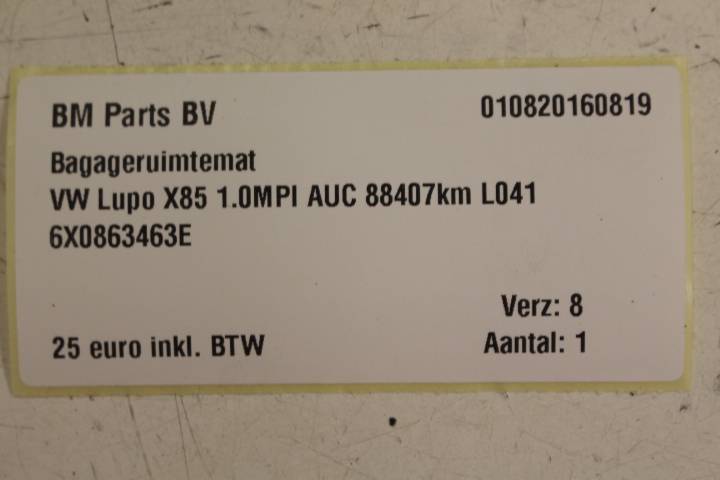 BM Parts BV 010820160819
Bagageruimtemat
VW Lupo X85 1.0MPI AUC 88407km L041
6X0863463E
Verz: 8
25 euro inkl. BTW Aantal: 1